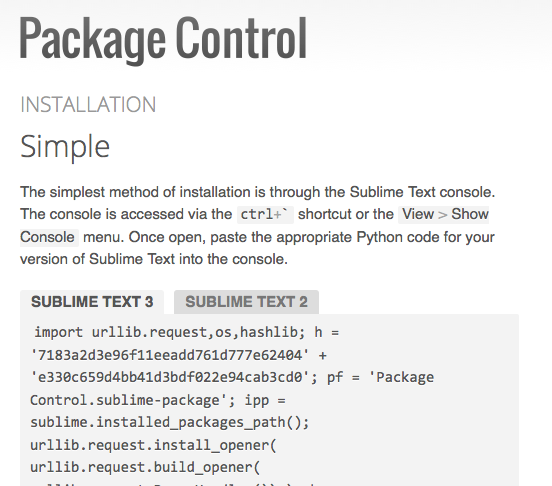 Package Control
INSTALLATION
Simple
The simplest method of installation is through the Sublime Text console.
The console is accessed via the ctrl+` shortcut or the View > Show
Console menu. Once open, paste the appropriate Python code for your
version of Sublime Text into the console.
SUBLIME TEXT 3 SUBLIME TEXT 2
import urllib.request,os,hashlib; h =
'7183a2d3e96f11eeadd761d777e62404' +
'e330c659d4bb41d3bdf022e94cab3cd0'; pf = 'Package
Control.sublime-package'; ipp =
sublime.installed_packages_path();
urllib.request.install_opener(
urllib.request.build_opener(